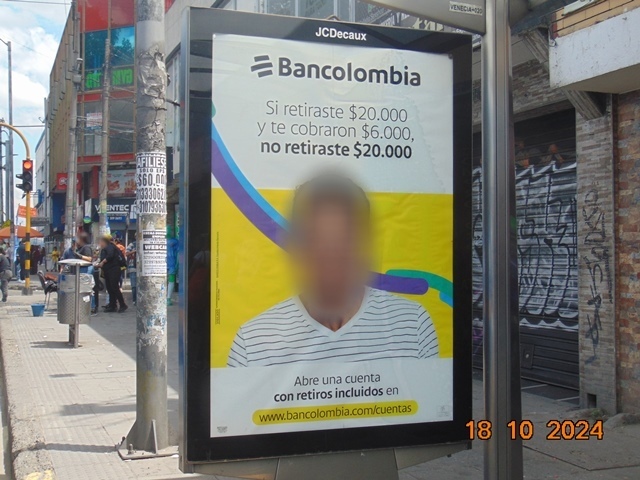 JCDecaux
Bancolombia
Si retiraste $20.000
y te cobraron $6.000,
no retiraste $20.000
Abre una cuenta
con retiros incluidos en
www.bancolombia.com/cuentas
18 10 2024